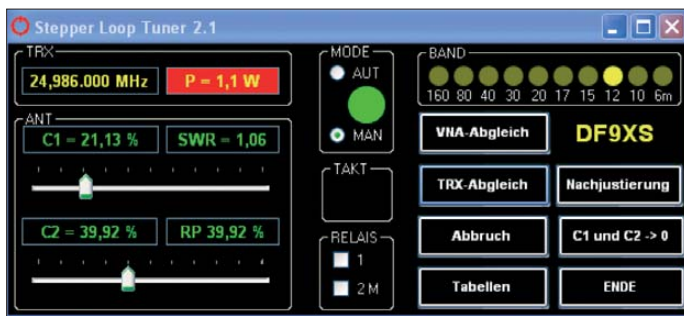 Stepper Loop Tuner 2.1
TRX
24,986.000 MHz
P = 1,1 W
ANT
C1 = 21,13 %
SWR = 1,06
C2 = 39,92 %
RP 39,92 %
MODE
AUT
MAN
TAKT
RELAIS
1
2 M
BAND
160 80 40 30 20 17 15 12 10 6m
VNA-Abgleich
DF9XS
TRX-Abgleich
Nachjustierung
Abbruch
C1 und C2 -> 0
Tabellen
ENDE